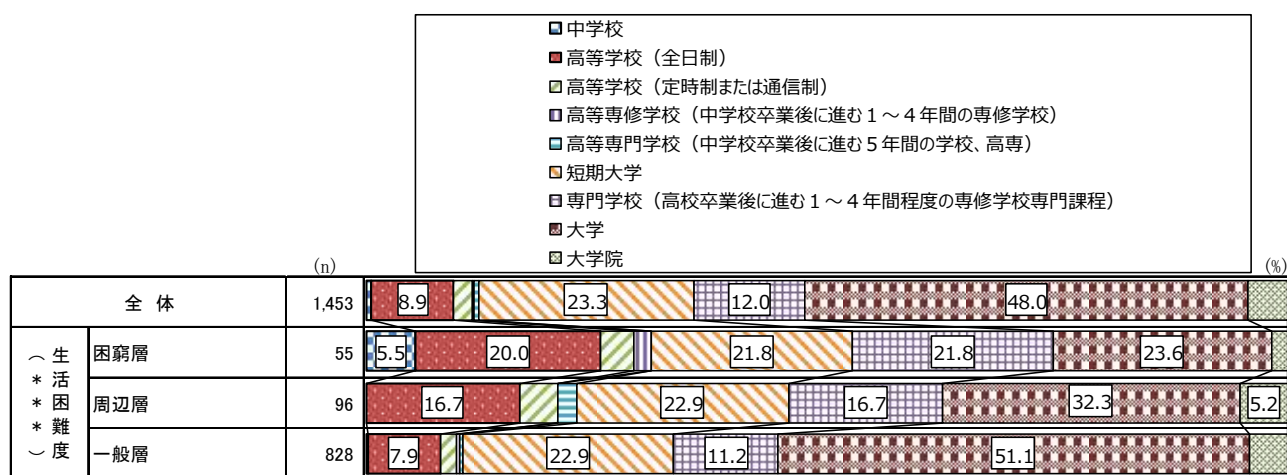 中学校
高等学校（全日制）
高等学校（定時制または通信制）
高等専修学校（中学校卒業後に進む１～４年間の専修学校）
高等専門学校（中学校卒業後に進む５年間の学校、高専）
短期大学
専門学校（高校卒業後に進む１～４年間程度の専修学校専門課程）
大学
大学院
(n) (%)
全 体 1,453 8.9 23.3 12.0 48.0
生活困難度（***）
困窮層 55 5.5 20.0 21.8 21.8 23.6
周辺層 96 16.7 22.9 16.7 32.3 5.2
一般層 828 7.9 22.9 11.2 51.1